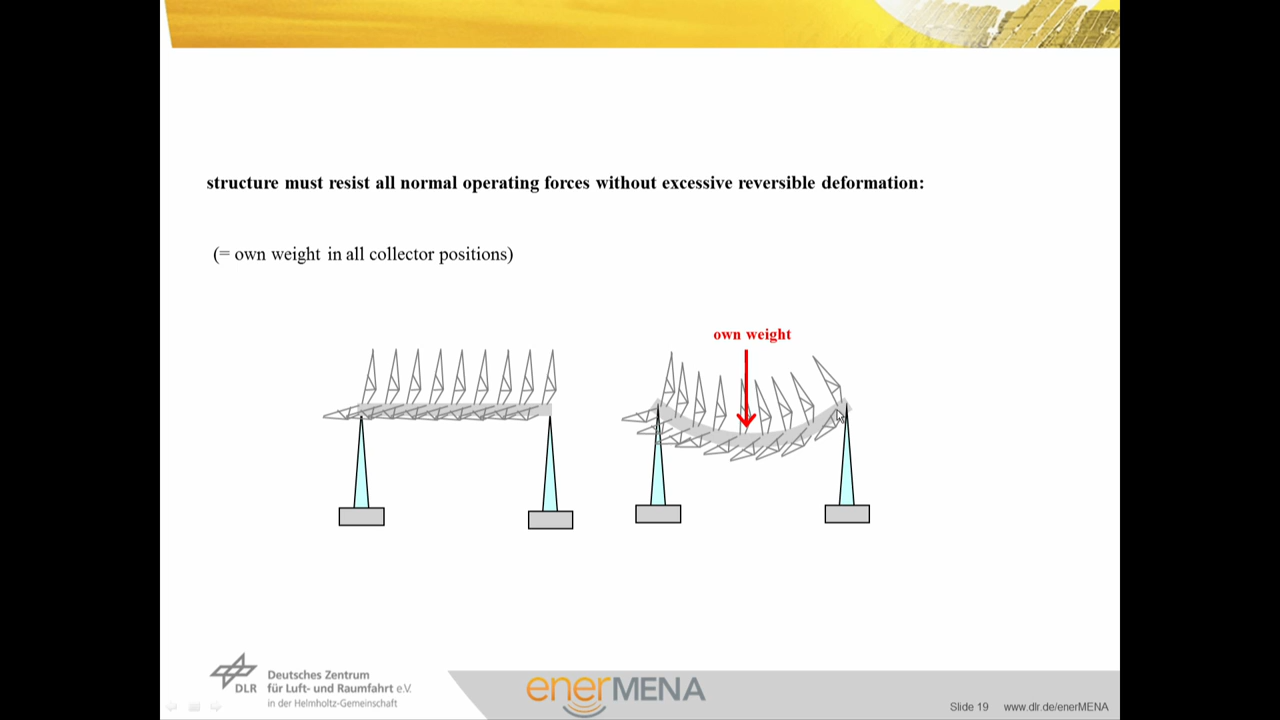 structure must resist all normal operating forces without excessive reversible deformation:
(= own weight in all collector positions)
own weight
Deutsches Zentrum
DLR für Luft- und Raumfahrt e.V.
in der Helmholtz-Gemeinschaft
enerMENA
Slide 19 www.dlr.de/enerMENA